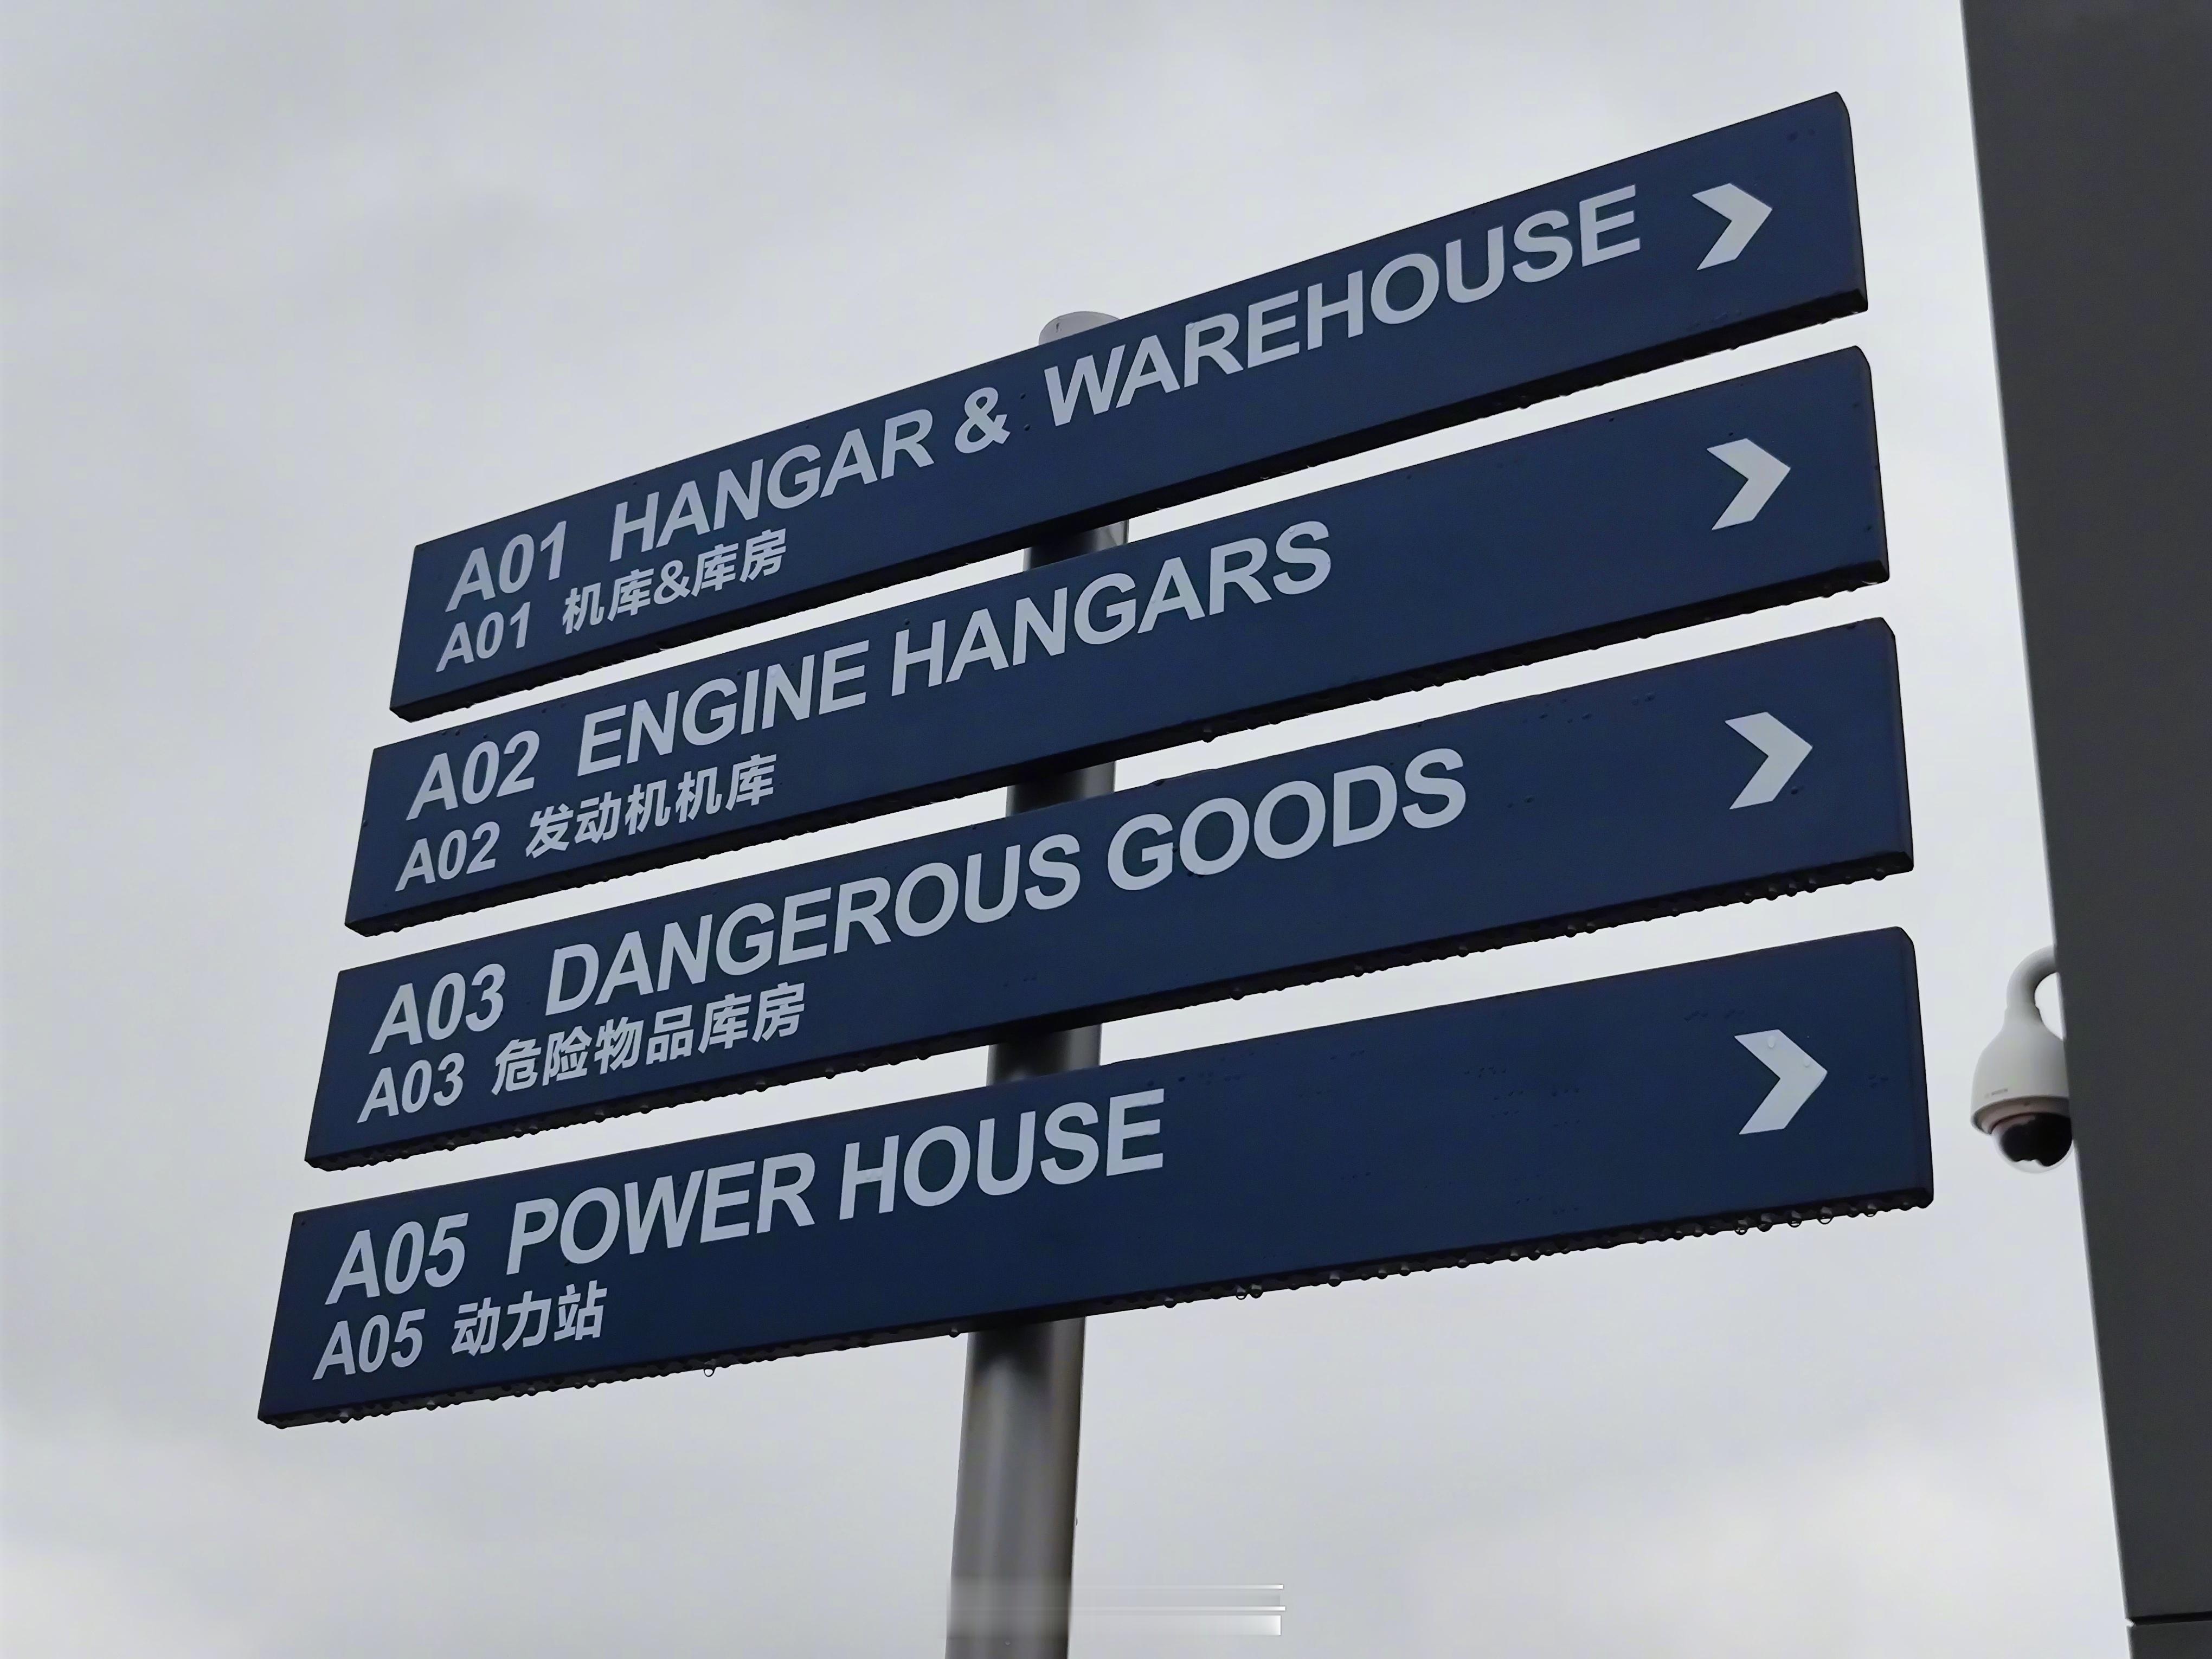 A01 HANGAR & WAREHOUSE
A01 机库&库房
A02 ENGINE HANGARS
A02 发动机机库
A03 DANGEROUS GOODS
A03 危险物品库房
A05 POWER HOUSE
A05 动力站